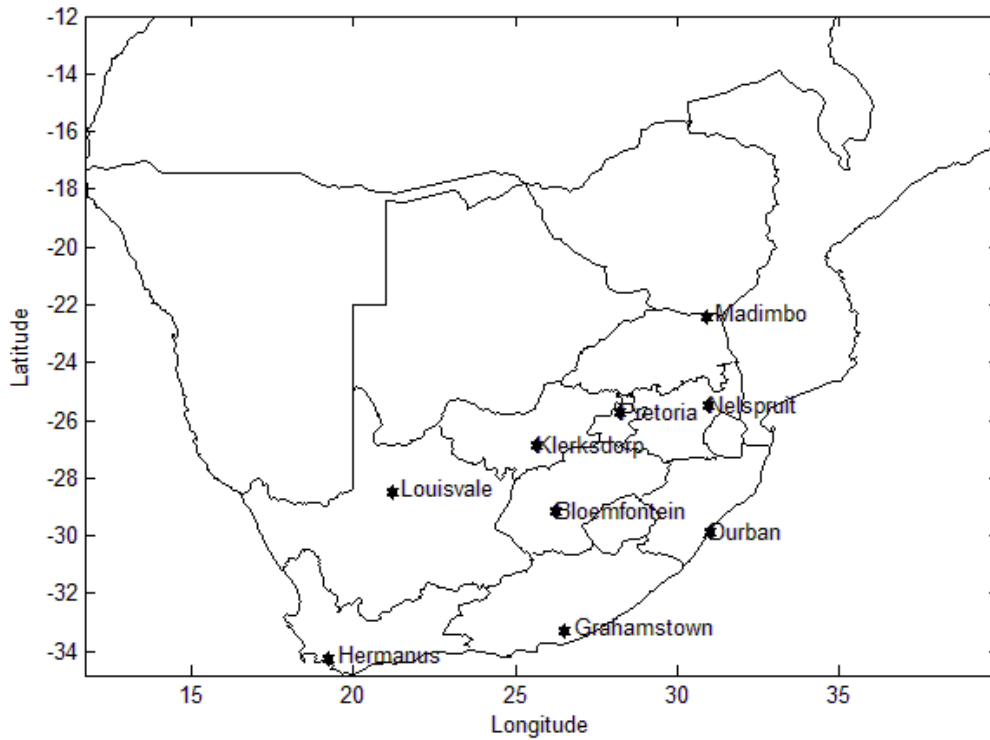 -12
-14
-16
-18
-20
-22
-24
-26
-28
-30
-32
-34
Latitude
Madimbo
Nelspruit
Pretoria
Klerksdorp
Louisvale
Bloemfontein
Durban
Grahamstown
Hermanus
15 20 25 30 35
Longitude